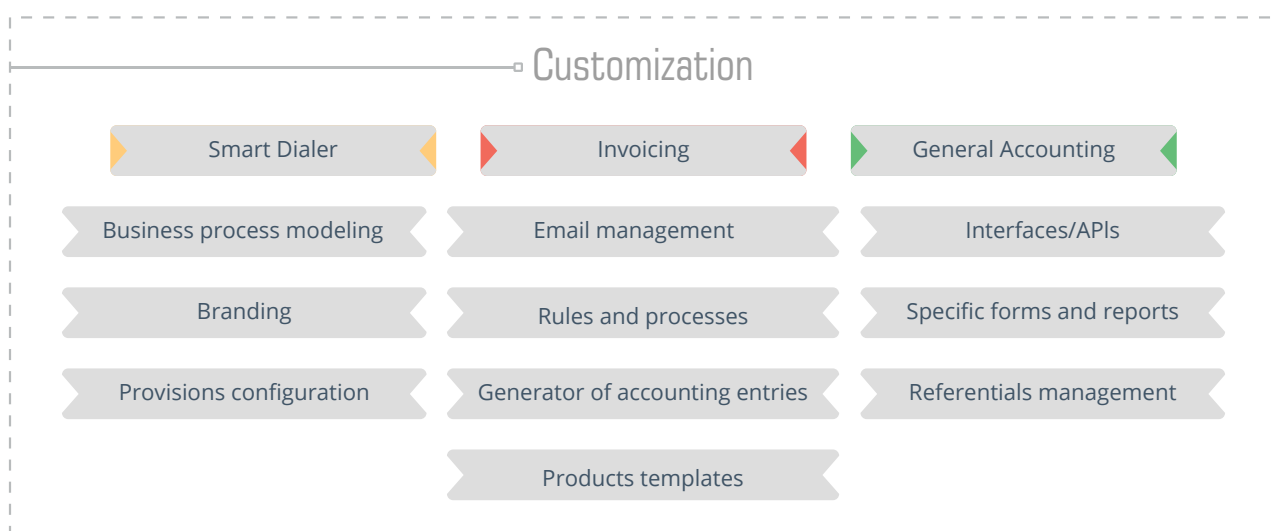 Customization
Smart Dialer
Invoicing
General Accounting
Business process modeling
Email management
Interfaces/APIs
Branding
Rules and processes
Specific forms and reports
Provisions configuration
Generator of accounting entries
Referentials management
Products templates